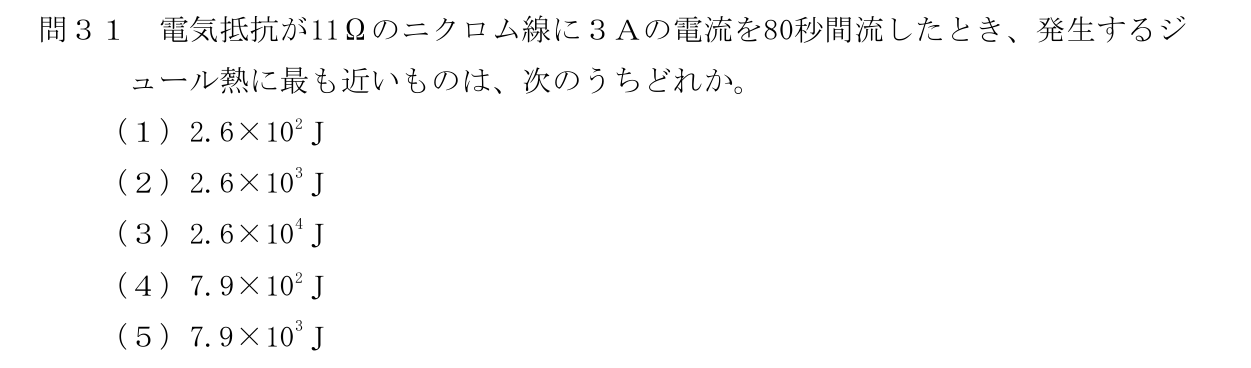 問３１　電気抵抗が11Ωのニクロム線に３Ａの電流を80秒間流したとき、発生するジ
ュール熱に最も近いものは、次のうちどれか。
（１）2.6×10² J
（２）2.6×10³ J
（３）2.6×10⁴ J
（４）7.9×10² J
（５）7.9×10³ J